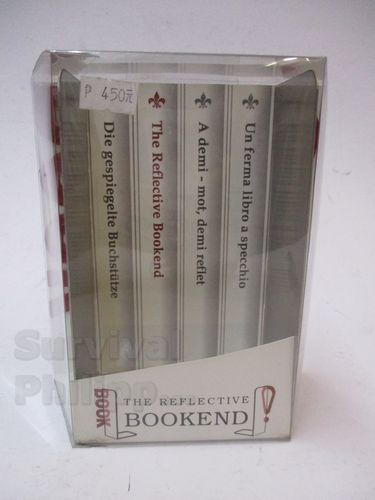 P 450
Die gespiegelte Buchstütze
The Reflective Bookend
A demi - mot, demi reflet
Un ferma libro a specchio
BOOK
THE REFLECTIVE
BOOKEND
!
Survival
Philipp